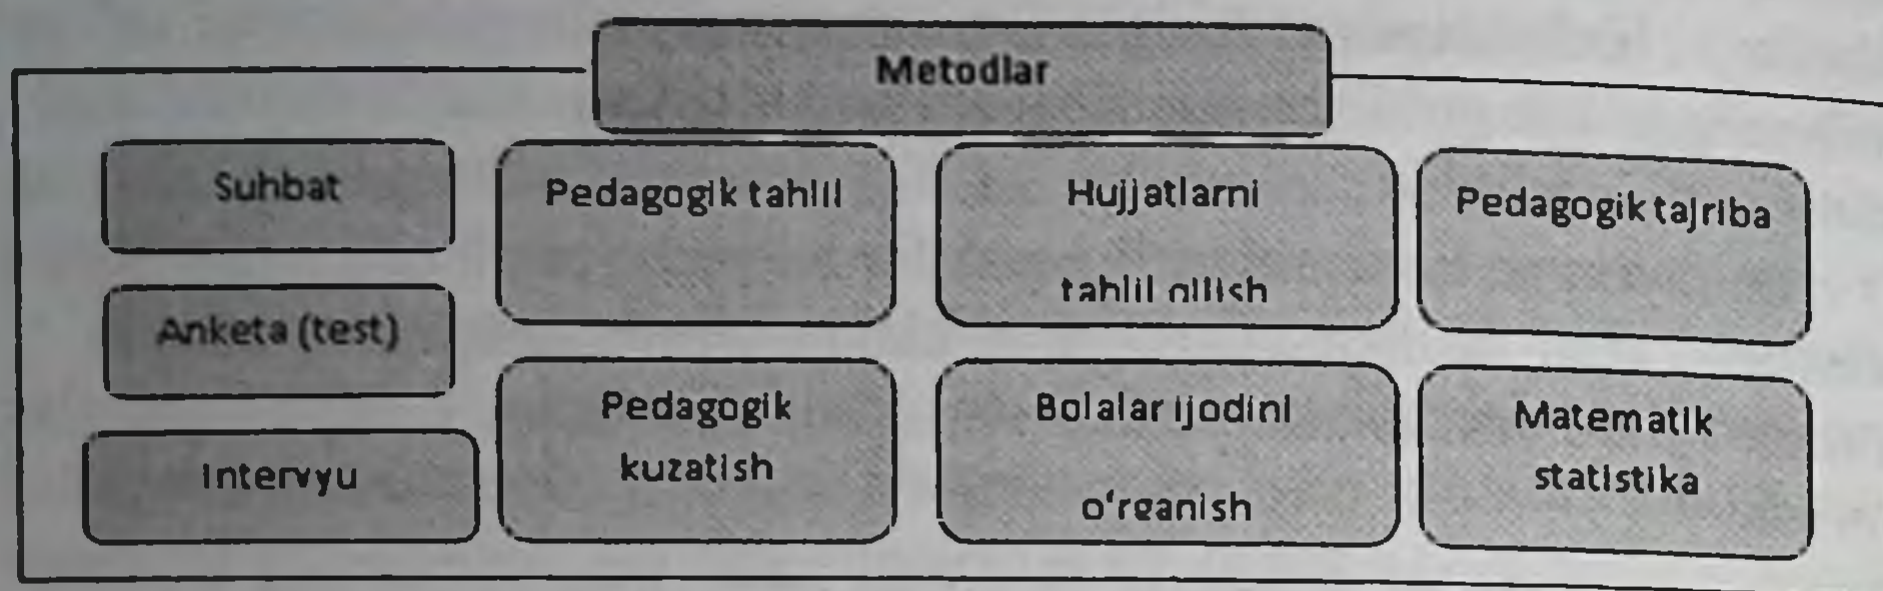 Metodlar
Suhbat
Anketa (test)
Intervyu
Pedagogik tahlil
Pedagogik
kuzatish
Hujjatlarni
tahlil qilish
Bolalar ijodini
o‘rganish
Pedagogik tajriba
Matematik
statistika